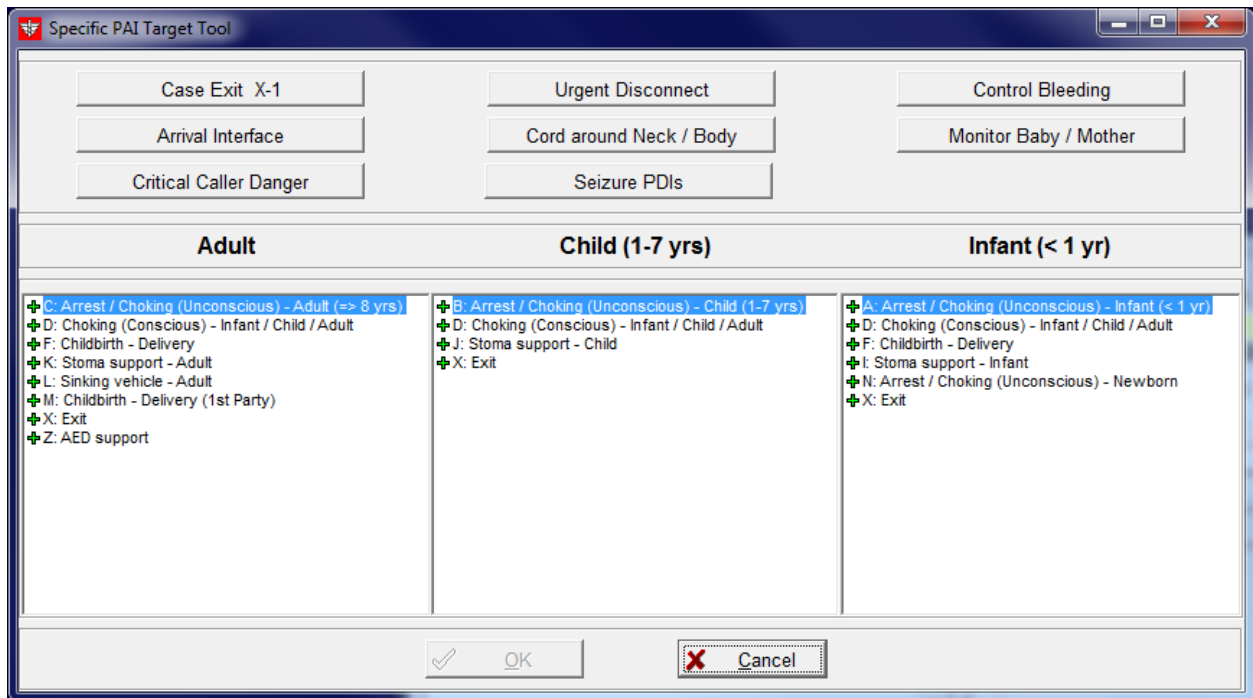 Specific PAI Target Tool
Case Exit X-1
Urgent Disconnect
Control Bleeding
Arrival Interface
Cord around Neck / Body
Monitor Baby / Mother
Critical Caller Danger
Seizure PDIs
Adult
Child (1-7 yrs)
Infant (< 1 yr)
C: Arrest / Choking (Unconscious) - Adult (=> 8 yrs)
D: Choking (Conscious) - Infant / Child / Adult
F: Childbirth - Delivery
K: Stoma support - Adult
L: Sinking vehicle - Adult
M: Childbirth - Delivery (1st Party)
X: Exit
Z: AED support
B: Arrest / Choking (Unconscious) - Child (1-7 yrs)
D: Choking (Conscious) - Infant / Child / Adult
J: Stoma support - Child
X: Exit
A: Arrest / Choking (Unconscious) - Infant (< 1 yr)
D: Choking (Conscious) - Infant / Child / Adult
F: Childbirth - Delivery
I: Stoma support - Infant
N: Arrest / Choking (Unconscious) - Newborn
X: Exit
OK
Cancel